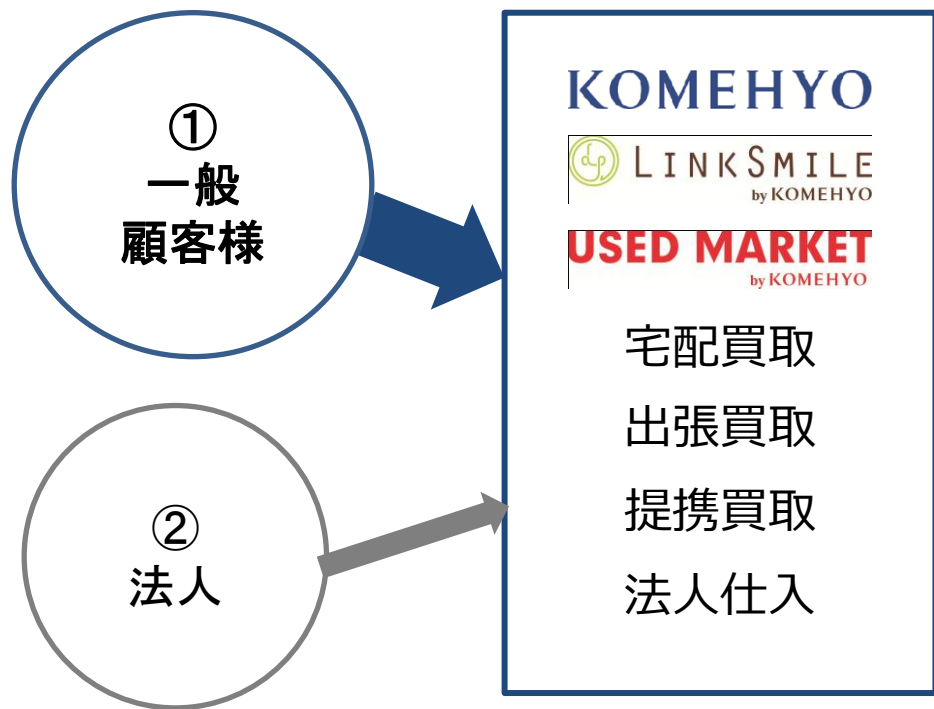 ①
一般
顧客様
②
法人
KOMEHYO
LINKSMILE
by KOMEHYO
USED MARKET
by KOMEHYO
宅配買取
出張買取
提携買取
法人仕入